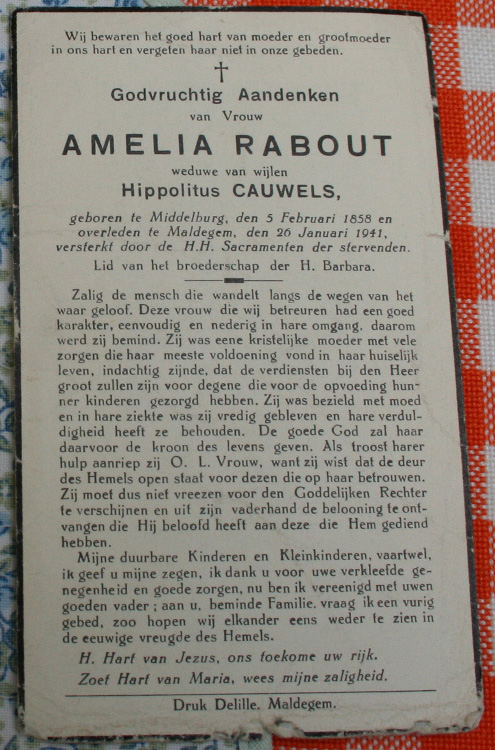 Wij bewaren het goed hart van moeder en grootmoeder
in ons hart en vergeten haar niet in onze gebeden.
Godvruchtig Aandenken
van Vrouw
AMELIA RABOUT
weduwe van wijlen
Hippolitus CAUWELS,
geboren te Middelburg, den 5 Februari 1858 en
overleden te Maldegem, den 26 Januari 1941,
versterkt door de H.H. Sacramenten der stervenden.
Lid van het broederschap der H. Barbara.
Zalig de mensch die wandelt langs de wegen van het
waar geloof. Deze vrouw die wij betreuren had een goed
karakter, eenvoudig en nederig in hare omgang, daarom
werd zij bemind. Zij was eene kristelijke moeder met vele
zorgen die haar meeste voldoening vond in haar huiselijk
leven, indachtig zijnde, dat de verdiensten bij den Heer
groot zullen zijn voor degene die voor de opvoeding hun-
ner kinderen gezorgd hebben. Zij was bezield met moed
en in hare ziekte was zij vredig gebleven en hare verdul-
digheid heeft ze behouden. De goede God zal haar
daarvoor de kroon des levens geven. Als troost harer
hulp aanriep zij O. L. Vrouw, want zij wist dat de deur
des Hemels open staat voor dezen die op haar betrouwen.
Zij moet dus niet vreezen voor den Goddelijken Rechter
te verschijnen en uit zijn vaderhand de belooning te ont-
vangen die Hij beloofd heeft aan deze die Hem gediend
hebben.
Mijne duurbare Kinderen en Kleinkinderen, vaartwel,
ik geef u mijne zegen, ik dank u voor uwe verkleefde ge-
negenheid en goede zorgen, nu ben ik vereenigd met uwen
goeden vader ; aan u, beminde Familie. vraag ik een vurig
gebed, zoo hopen wij elkander eens weder te zien in
de eeuwige vreugde des Hemels.
H. Hart van Jezus, ons toekome uw rijk.
Zoet Hart van Maria, wees mijne zaligheid.
Druk Delille. Maldegem.